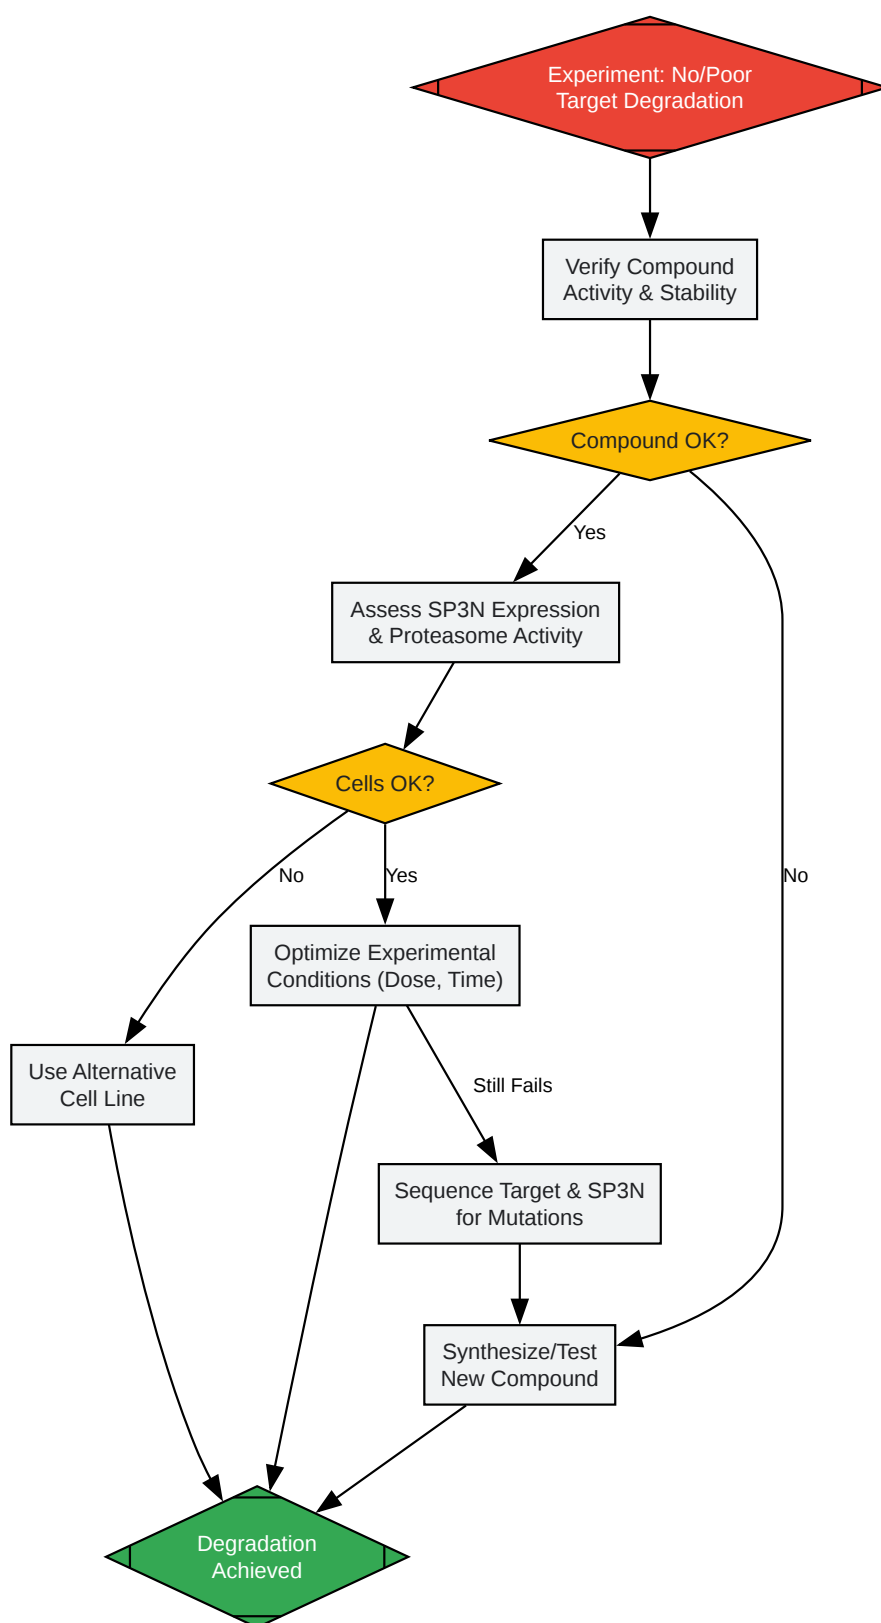 Experiment: No/Poor
Target Degradation
Verify Compound
Activity & Stability
Compound OK?
Yes
Assess SP3N Expression
& Proteasome Activity
Cells OK?
No
Yes
No
Optimize Experimental
Conditions (Dose, Time)
Use Alternative
Cell Line
Still Fails
Sequence Target & SP3N
for Mutations
Synthesize/Test
New Compound
Degradation
Achieved